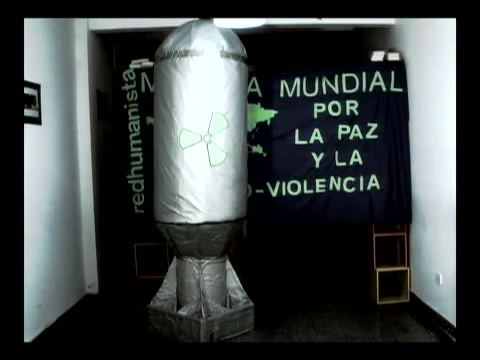 redhumanista
M A MUNDIAL
POR
LA PAZ
Y LA
O-VIOLENCIA